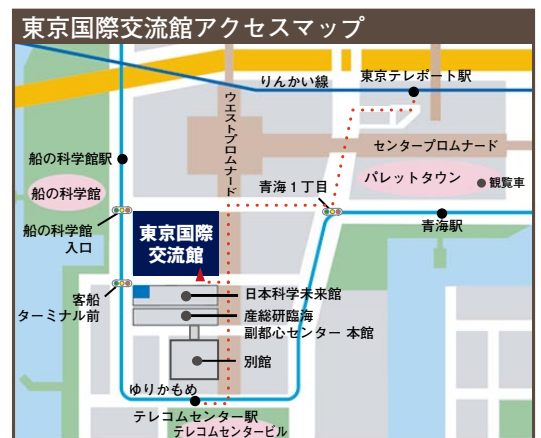 東京国際交流館アクセスマップ
りんかい線
東京テレポート駅
ウエストプロムナード
センタープロムナード
船の科学館駅
パレットタウン
観覧車
船の科学館
青海1丁目
船の科学館
入口
青海駅
東京国際
交流館
客船
ターミナル前
日本科学未来館
産総研臨海
副都心センター 本館
別館
ゆりかもめ
テレコムセンター駅
テレコムセンタービル